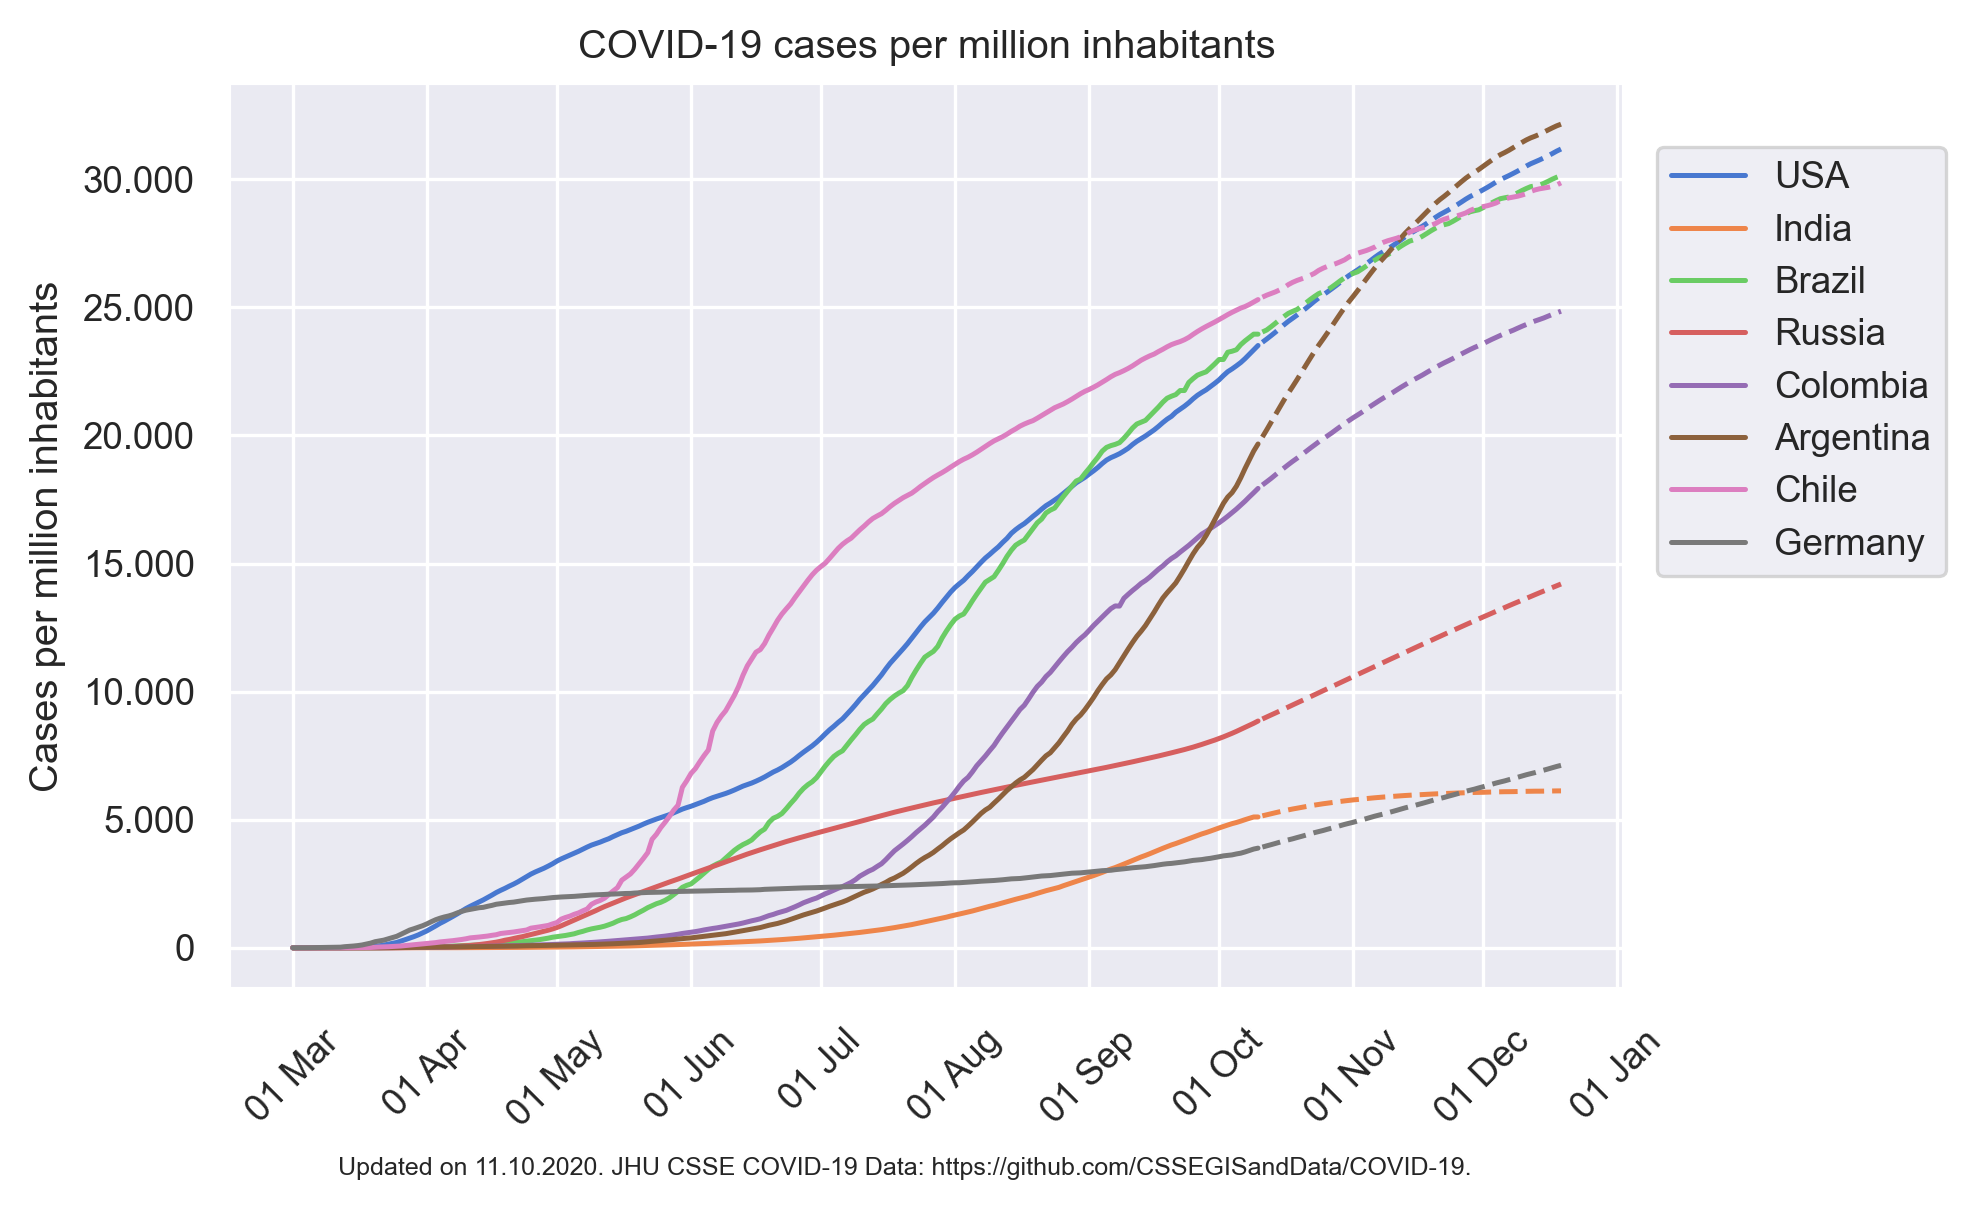 COVID-19 cases per million inhabitants
Cases per million inhabitants
30.000
25.000
20.000
15.000
10.000
5.000
0
USA
India
Brazil
Russia
Colombia
Argentina
Chile
Germany
01 Mar
01 Apr
01 May
01 Jun
01 Jul
01 Aug
01 Sep
01 Oct
01 Nov
01 Dec
01 Jan
Updated on 11.10.2020. JHU CSSE COVID-19 Data: https://github.com/CSSEGISandData/COVID-19.